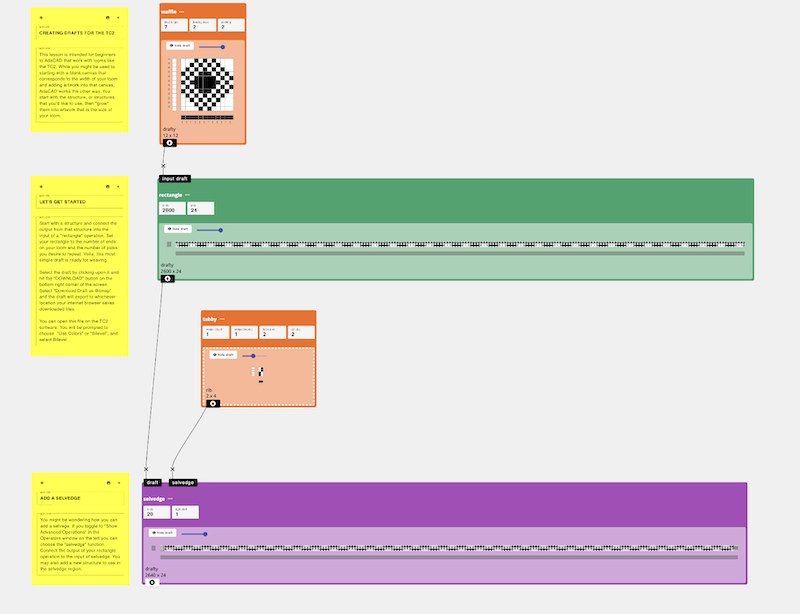 CREATING DRAFTS FOR THE TC2
This lesson is intended for beginners
to AdaCAD that work with looms like
the TC2. While you might be used to
starting with a blank canvas that
corresponds to the width of your loom
and adding artwork into that canvas,
AdaCAD works the other way. You
start with the structure, or structures
that you'd like to use, then "grow"
them into artwork that is the size of
your loom.
waffle
7
2
2
hide draft
drafty
12 x 12
input draft
rectangle
2600
24
hide draft
drafty
2600 x 24
LET'S GET STARTED
Start with a structure and connect the
output from that structure into the
input of a "rectangle" operation. Set
your rectangle to the number of ends
on your loom and the number of picks
you desire to repeat. Voila, this most
simple draft is ready for weaving.
Select the draft by clicking upon it and
hit the "DOWNLOAD" button on the
bottom right corner of the screen.
Select "Download Draft as Bitmap"
and the draft will export to whichever
location your internet browser saves
downloaded files.
You can open this file on the TC2
software. You will be prompted to
choose "Use Colors" or "Bilevel", and
select Bilevel
tabby
1
1
2
2
hide draft
rib
2 x 4
draft
selvedge
selvedge
20
1
hide draft
drafty
2640 x 24
ADD A SELVEDGE
You might be wondering how you can
add a selvage. If you toggle to "Show
Advanced Operations" in the
Operators window on the left you can
choose the "selvedge" function.
Connect the output of your rectangle
operation to the input of selvedge. You
may also add a new structure to use in
the selvedge region.